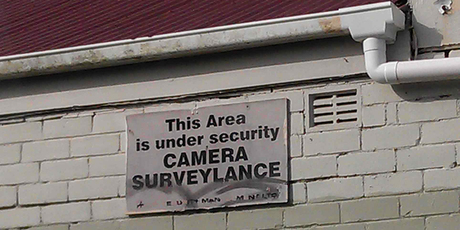 This Area
is under security
CAMERA
SURVEYLANCE